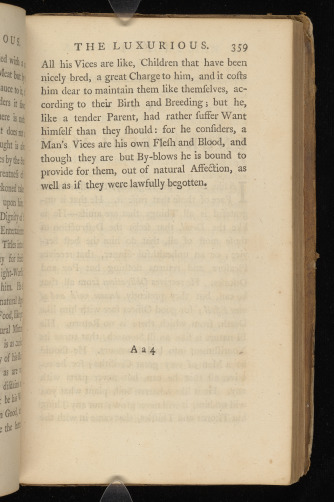 THE LUXURIOUS. 359
All his Vices are like, Children that have been
nicely bred, a great Charge to him, and it costs
him dear to maintain them like themselves, ac-
cording to their Birth and Breeding; but he,
like a tender Parent, had rather suffer Want
himself than they should: for he considers, a
Man's Vices are his own Flesh and Blood, and
though they are but By-blows he is bound to
provide for them, out of natural Affection, as
well as if they were lawfully begotten.
A a 4